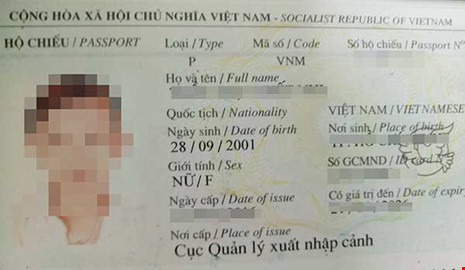 CỘNG HÒA XÃ HỘI CHỦ NGHĨA VIỆT NAM - SOCIALIST REPUBLIC OF VIETNAM
HỘ CHIẾU / PASSPORT
Loại / Type Mã số / Code Số hộ chiếu / Passport Nº
P VNM
Họ và tên / Full name
Quốc tịch / Nationality VIỆT NAM / VIETNAMESE
Ngày sinh / Date of birth Nơi sinh / Place of birth
28 / 09 / 2001
Giới tính / Sex Số GCMND / ID card N
NỮ / F
Ngày cấp / Date of issue Có giá trị đến / Date of expir
Nơi cấp / Place of issue
Cục Quản lý xuất nhập cảnh